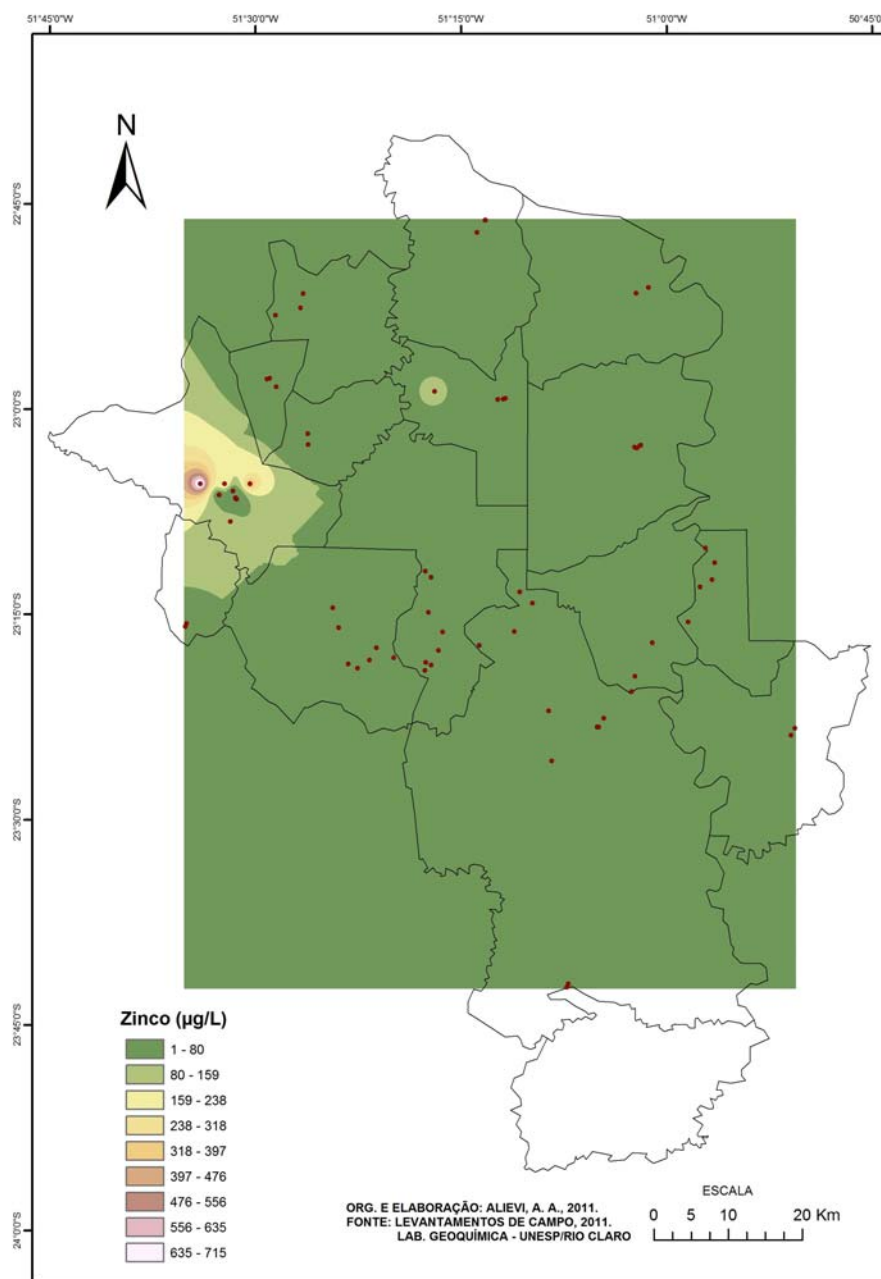 51°45'0"W 51°30'0"W 51°15'0"W 51°0'0"W 50°45'0"W
N
22°45'0"S
23°0'0"S
23°15'0"S
23°30'0"S
23°45'0"S
24°0'0"S
Zinco (µg/L)
1 - 80
80 - 159
159 - 238
238 - 318
318 - 397
397 - 476
476 - 556
556 - 635
635 - 715
ORG. E ELABORAÇÃO: ALIEVI, A. A., 2011.
FONTE: LEVANTAMENTOS DE CAMPO, 2011.
LAB. GEOQUÍMICA - UNESP/RIO CLARO
ESCALA
0 5 10 20 Km